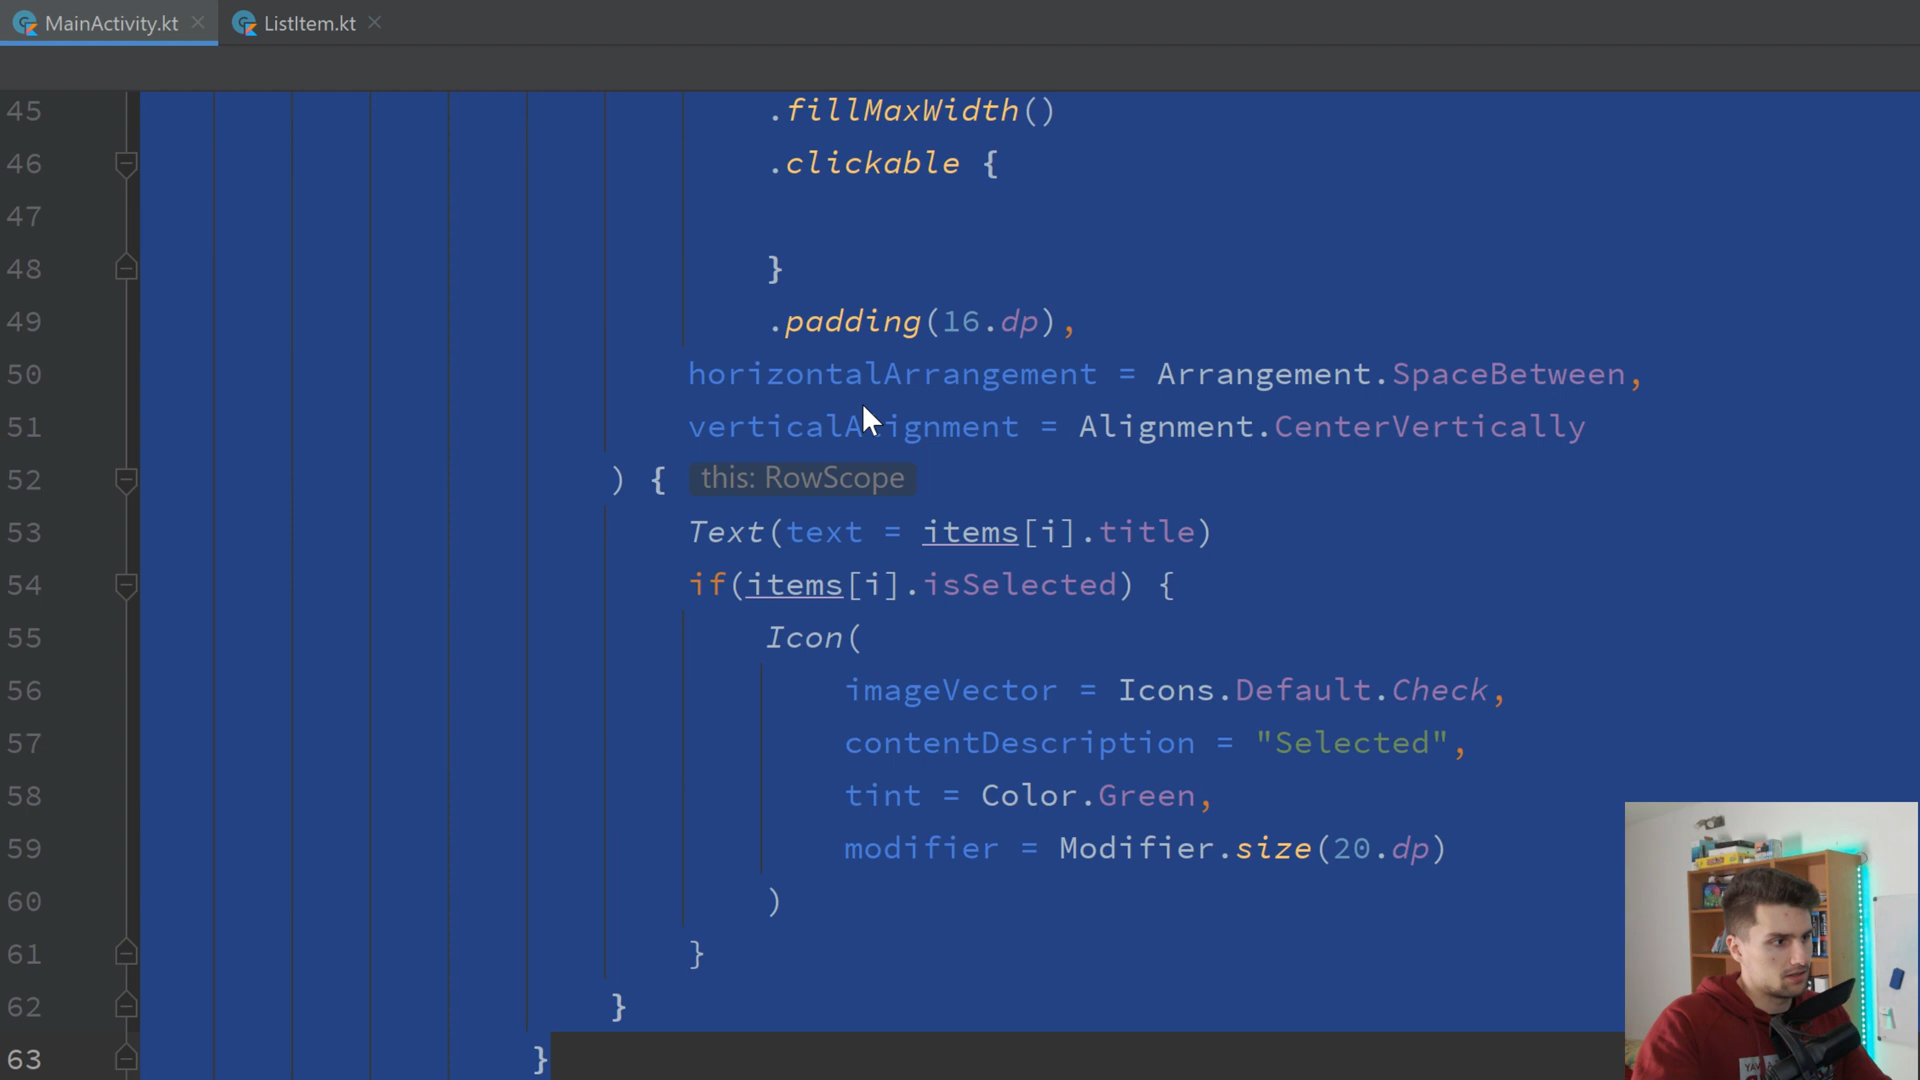 MainActivity.kt ListItem.kt
45 .fillMaxWidth()
46 .clickable {
47
48 }
49 .padding(16.dp),
50 horizontalArrangement = Arrangement.SpaceBetween,
51 verticalAlignment = Alignment.CenterVertically
52 ) { this: RowScope
53 Text(text = items[i].title)
54 if(items[i].isSelected) {
55 Icon(
56 imageVector = Icons.Default.Check,
57 contentDescription = "Selected",
58 tint = Color.Green,
59 modifier = Modifier.size(20.dp)
60 )
61 }
62 }
63 }